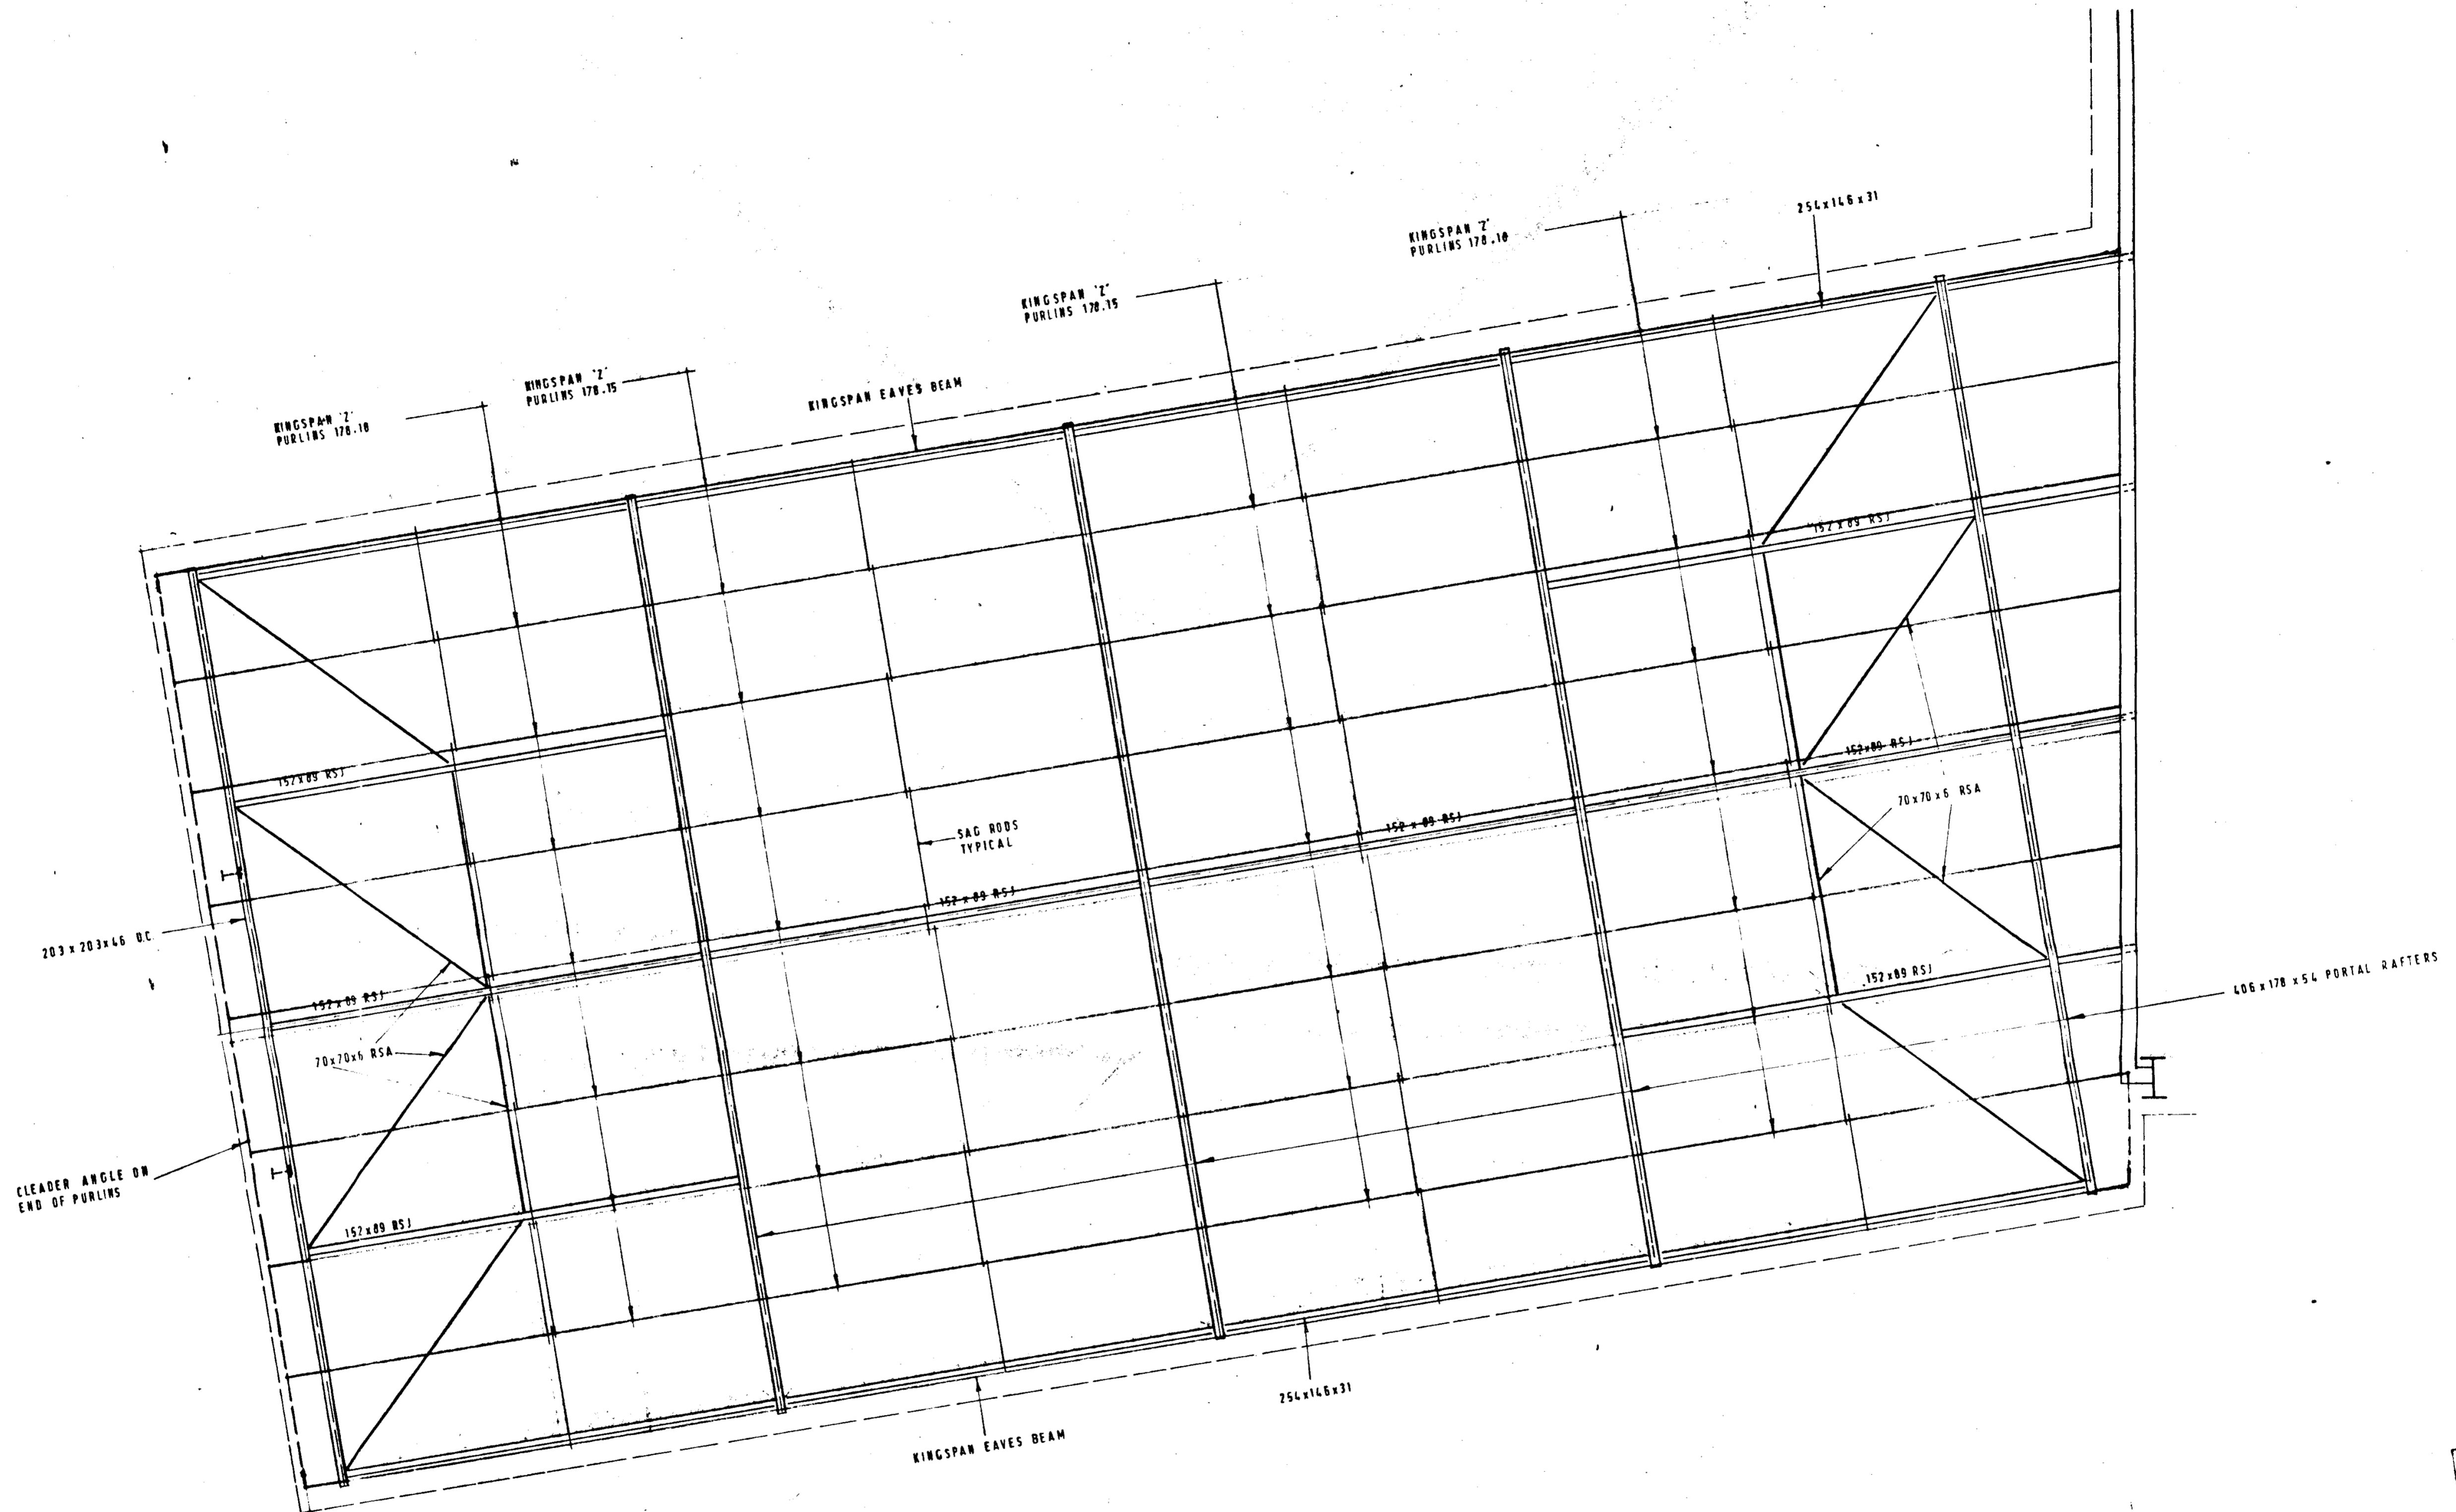 254x146x31
KINGSPAN 'Z'
PURLINS 178.18
KINGSPAN 'Z'
PURLINS 178.15
KINGSPAN 'Z'
PURLINS 178.15
KINGSPAN EAVES BEAM
KINGSPAN 'Z'
PURLINS 178.18
152x89 RSJ
152x89 RSJ
152x89 RSJ
70x70x6 RSA
SAG RODS
TYPICAL
152x89 RSJ
152x89 RSJ
203x203x46 U.C.
152x89 RSJ
152x89 RSJ
406x178x54 PORTAL RAFTERS
70x70x6 RSA
CLEADER ANGLE ON
END OF PURLINS
152x89 RSJ
254x146x31
KINGSPAN EAVES BEAM